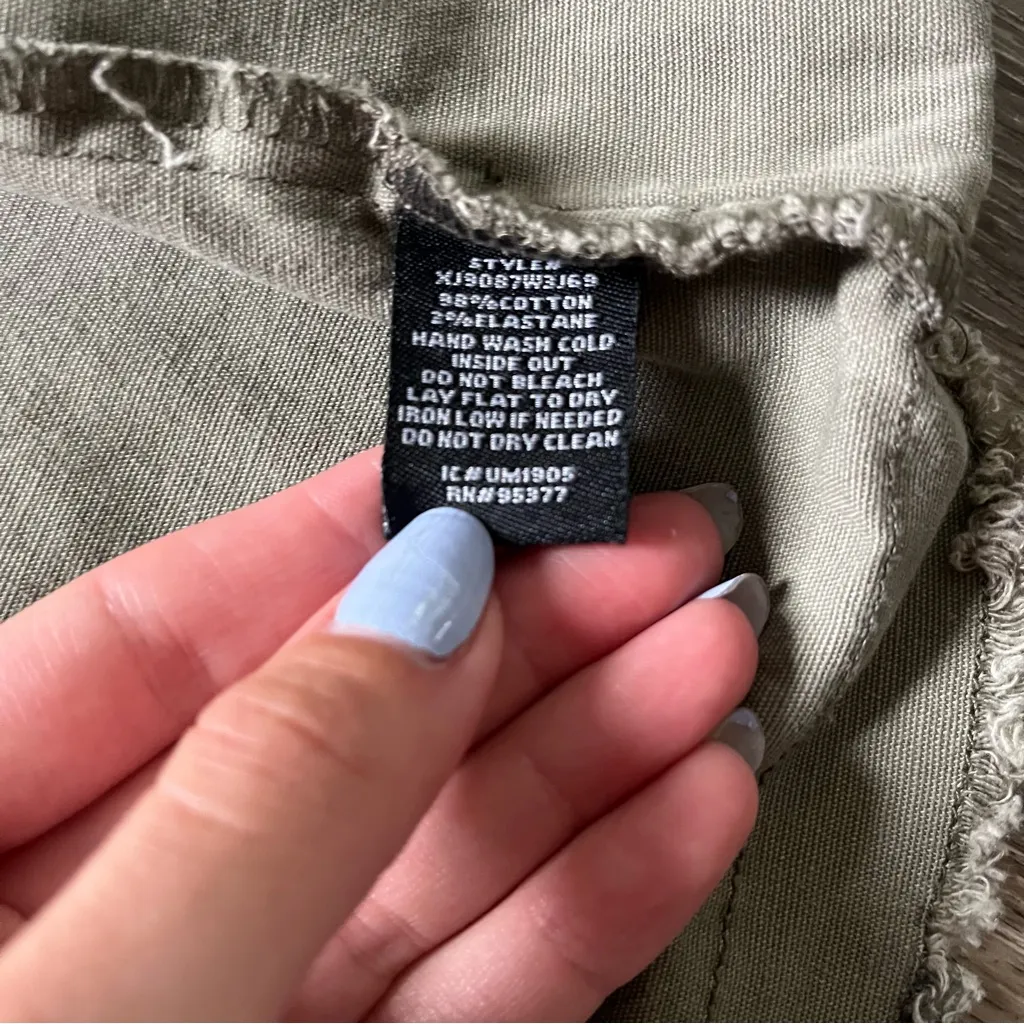 STYLE#
XJ9087W3J69
98%COTTON
2%ELASTANE
HAND WASH COLD
INSIDE OUT
DO NOT BLEACH
LAY FLAT TO DRY
IRON LOW IF NEEDED
DO NOT DRY CLEAN
IC#UM1905
RN#95377